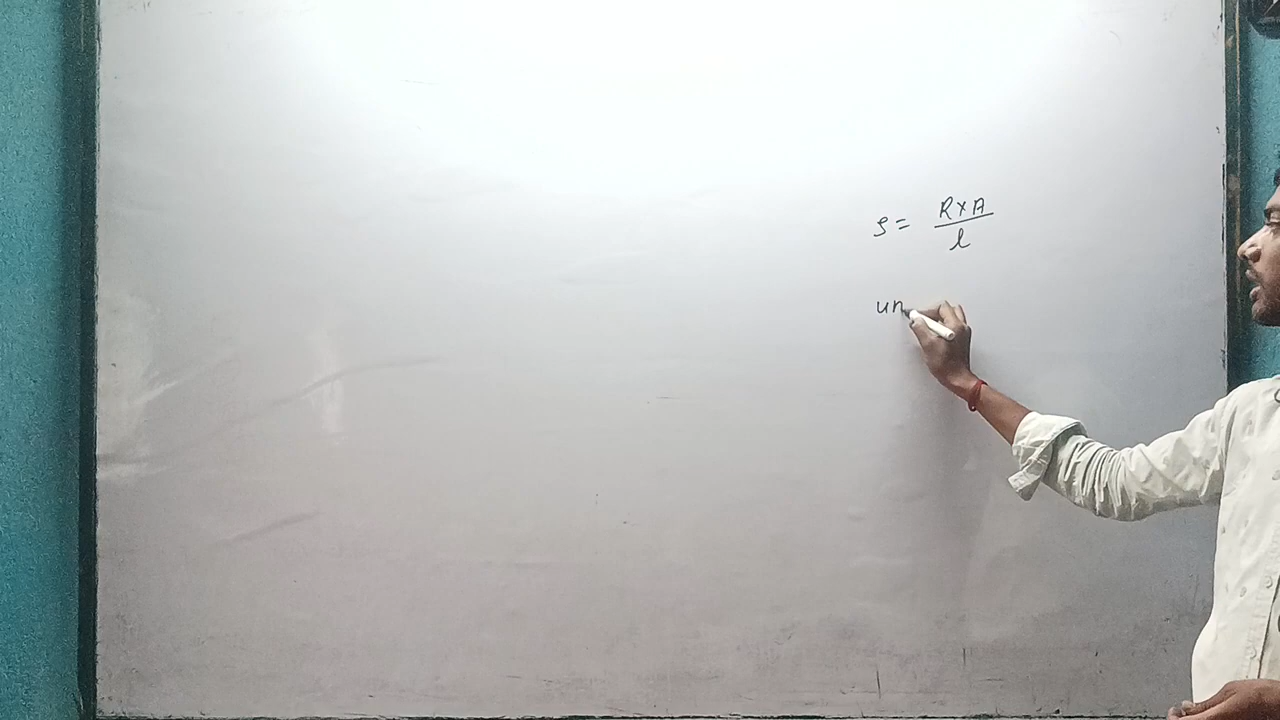 ρ = R×A / l
un